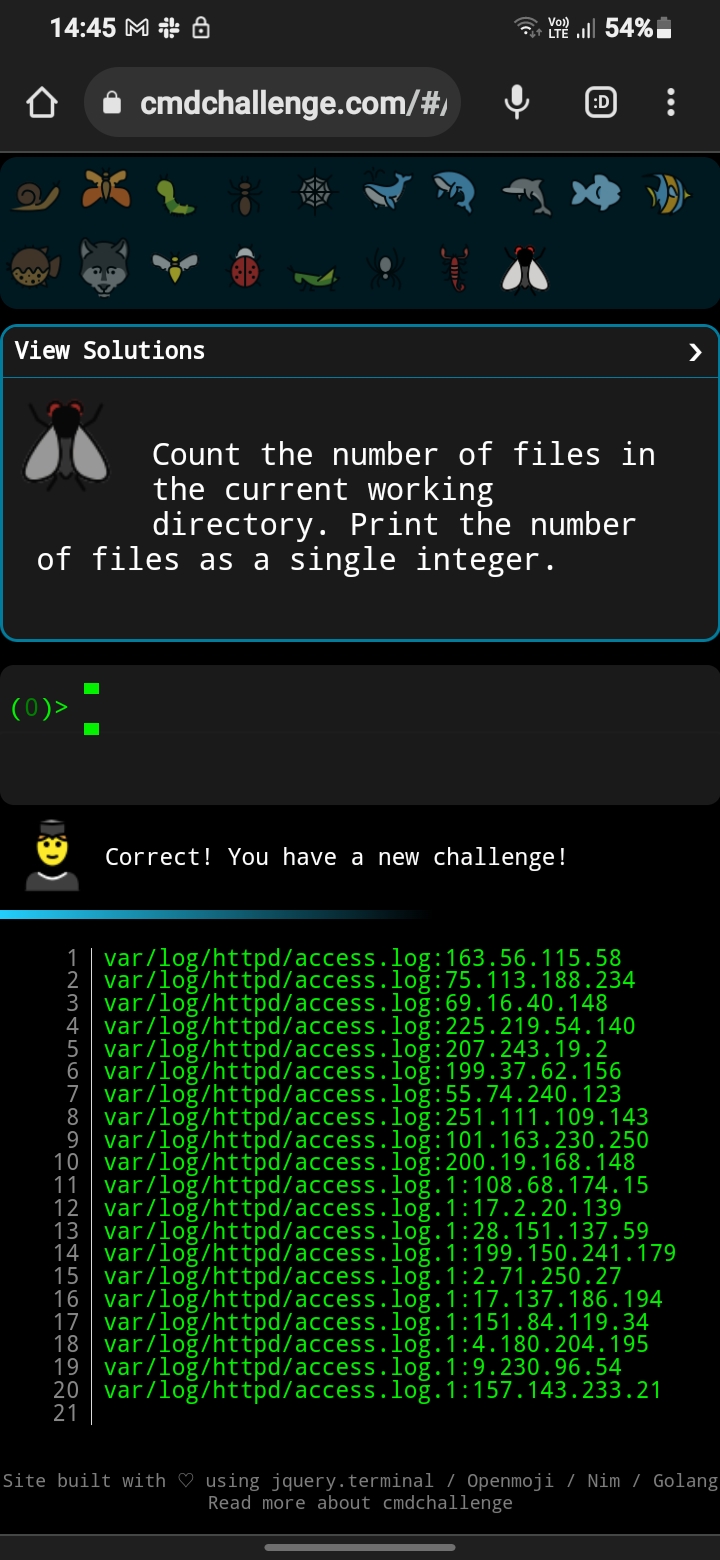 14:45 Vo)) LTE 54%
cmdchallenge.com/#/ :D
View Solutions ❯
Count the number of files in
the current working
directory. Print the number
of files as a single integer.
(0)>
Correct! You have a new challenge!
1 var/log/httpd/access.log:163.56.115.58
2 var/log/httpd/access.log:75.113.188.234
3 var/log/httpd/access.log:69.16.40.148
4 var/log/httpd/access.log:225.219.54.140
5 var/log/httpd/access.log:207.243.19.2
6 var/log/httpd/access.log:199.37.62.156
7 var/log/httpd/access.log:55.74.240.123
8 var/log/httpd/access.log:251.111.109.143
9 var/log/httpd/access.log:101.163.230.250
10 var/log/httpd/access.log:200.19.168.148
11 var/log/httpd/access.log.1:108.68.174.15
12 var/log/httpd/access.log.1:17.2.20.139
13 var/log/httpd/access.log.1:28.151.137.59
14 var/log/httpd/access.log.1:199.150.241.179
15 var/log/httpd/access.log.1:2.71.250.27
16 var/log/httpd/access.log.1:17.137.186.194
17 var/log/httpd/access.log.1:151.84.119.34
18 var/log/httpd/access.log.1:4.180.204.195
19 var/log/httpd/access.log.1:9.230.96.54
20 var/log/httpd/access.log.1:157.143.233.21
21
Site built with ♡ using jquery.terminal / Openmoji / Nim / Golang
Read more about cmdchallenge